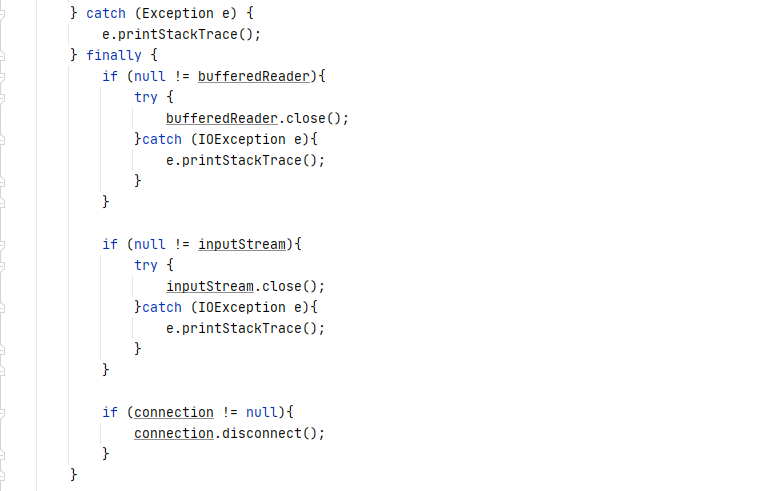 } catch (Exception e) {
    e.printStackTrace();
} finally {
    if (null != bufferedReader){
        try {
            bufferedReader.close();
        }catch (IOException e){
            e.printStackTrace();
        }
    }

    if (null != inputStream){
        try {
            inputStream.close();
        }catch (IOException e){
            e.printStackTrace();
        }
    }

    if (connection != null){
        connection.disconnect();
    }
}